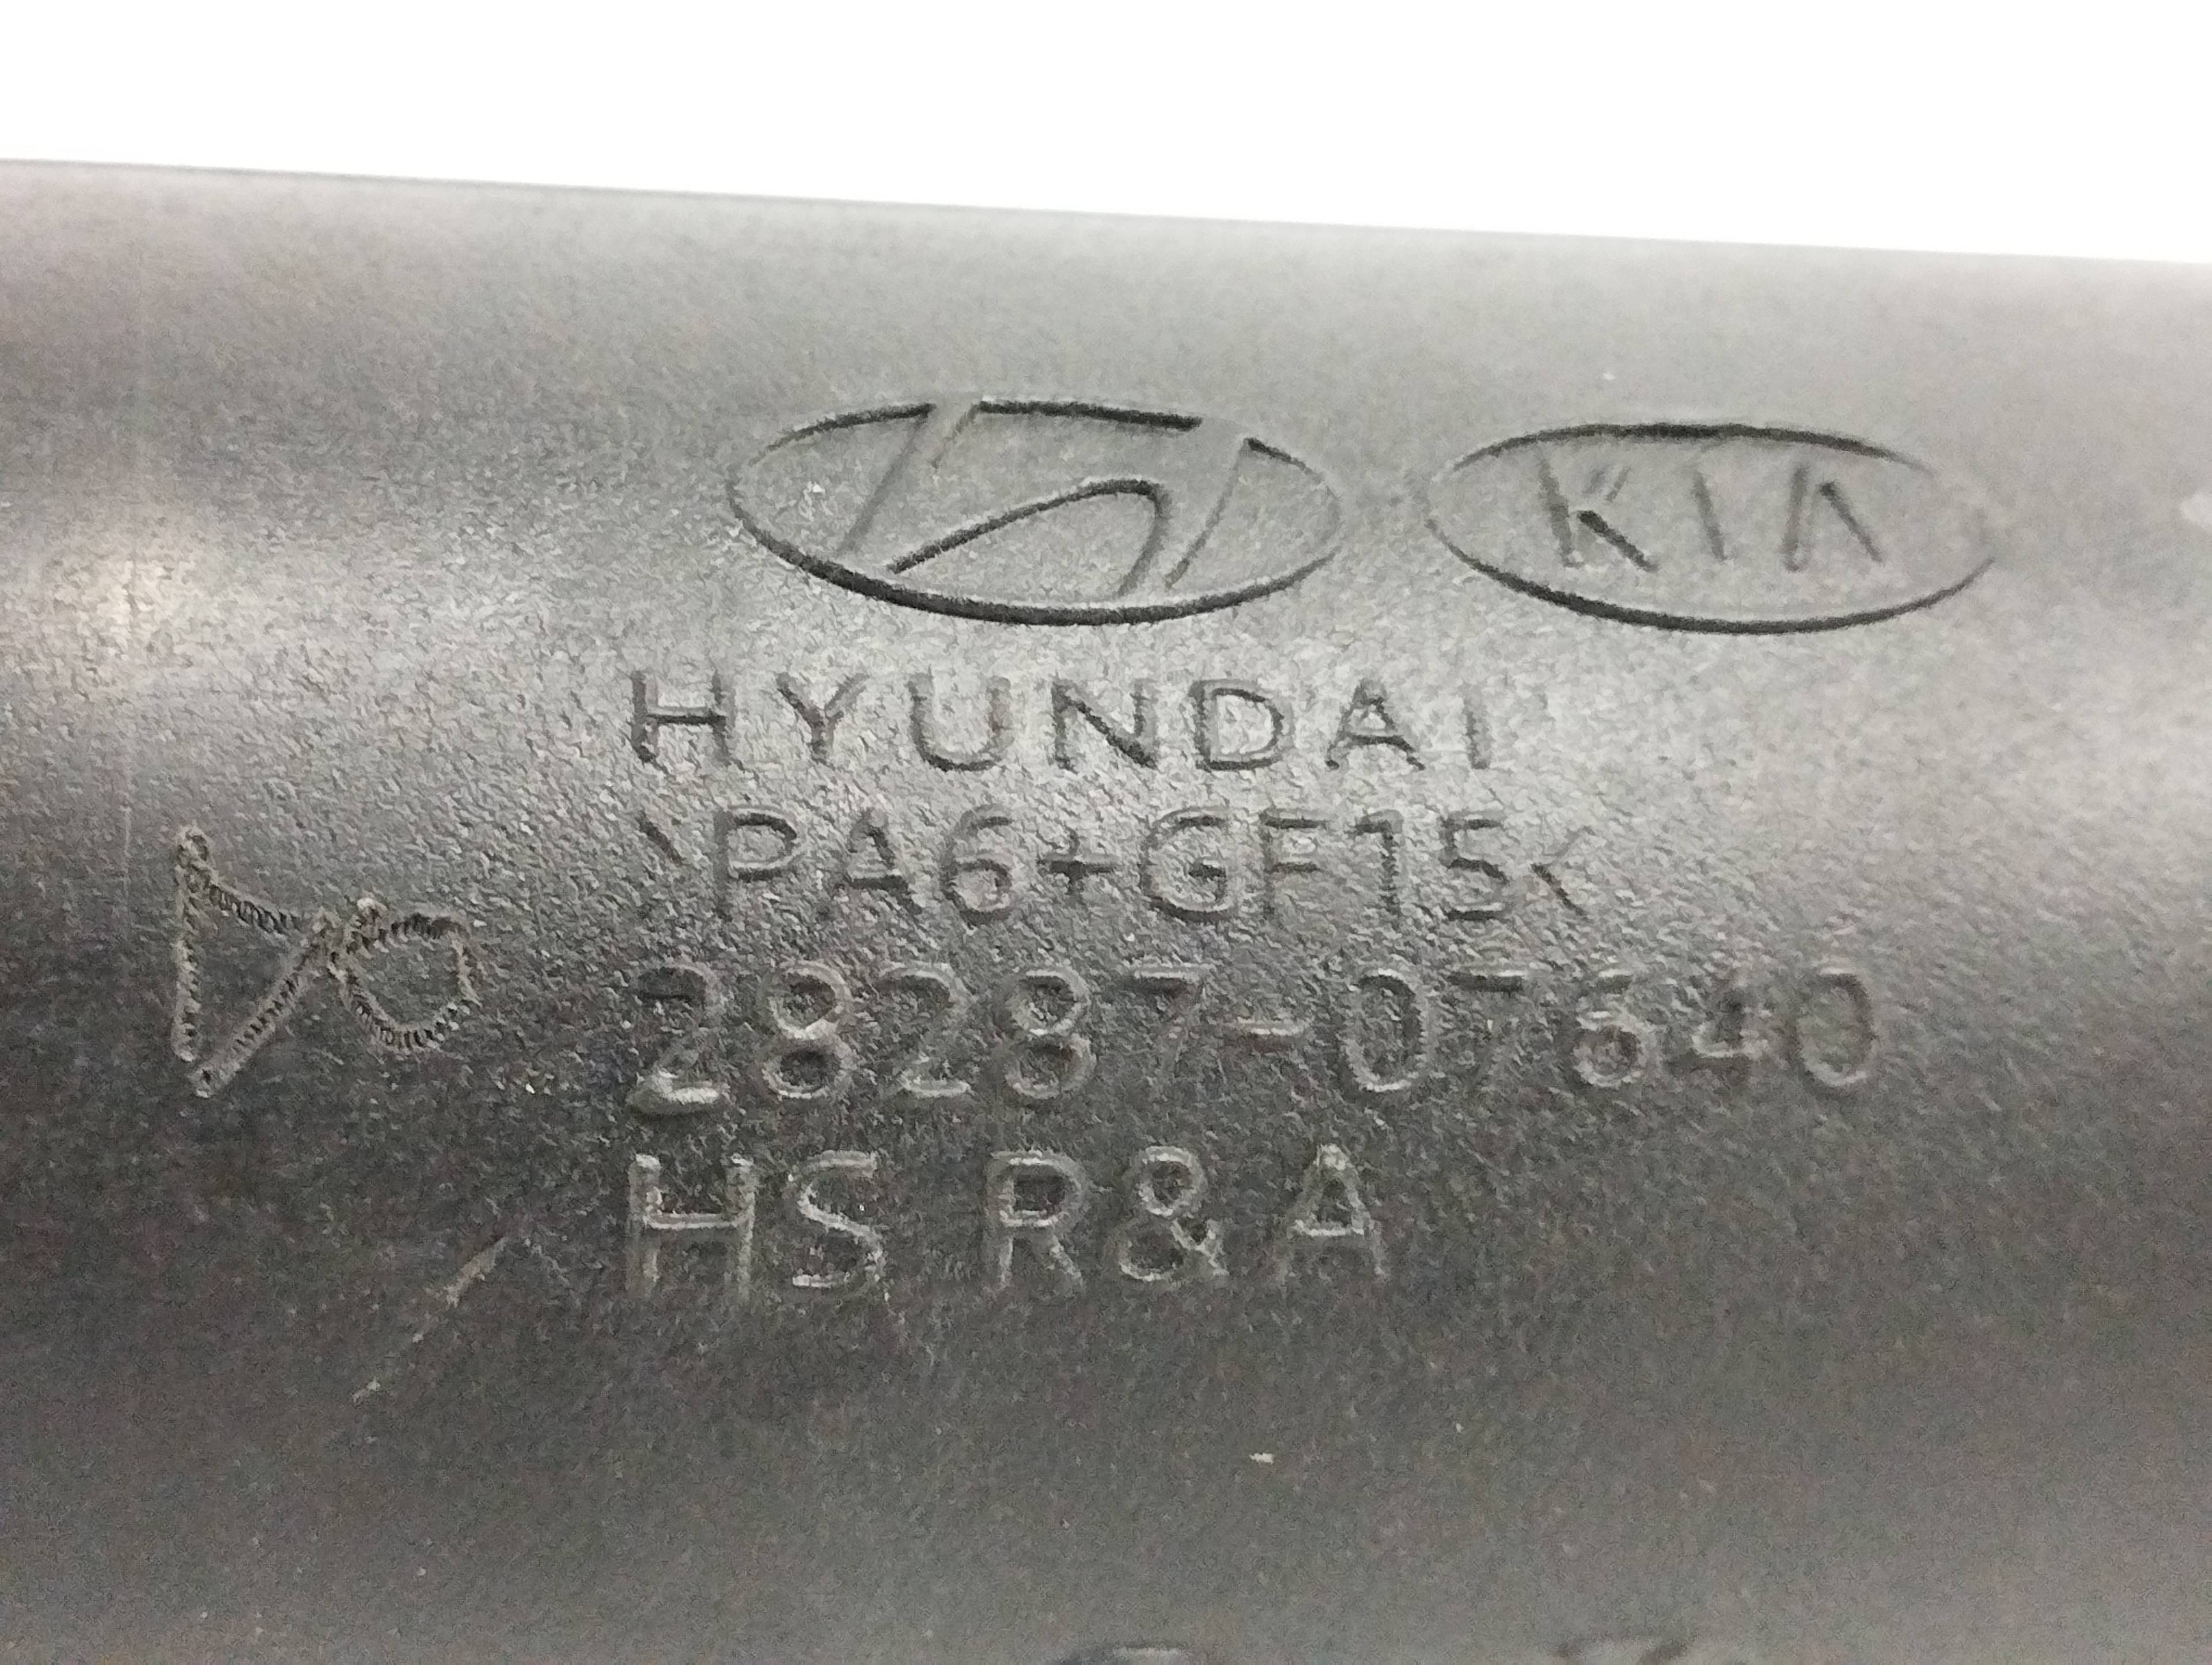 KIA
HYUNDAI
>PA6+GF15<
28287-07640
HS R&A